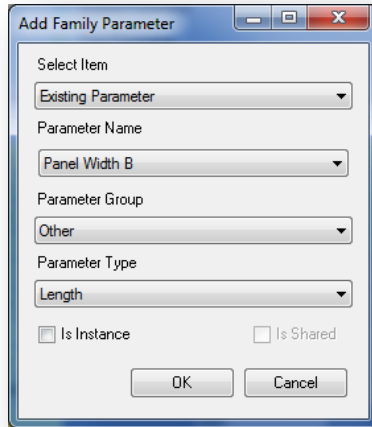 Add Family Parameter
Select Item
Existing Parameter
Parameter Name
Panel Width B
Parameter Group
Other
Parameter Type
Length
Is Instance Is Shared
OK Cancel